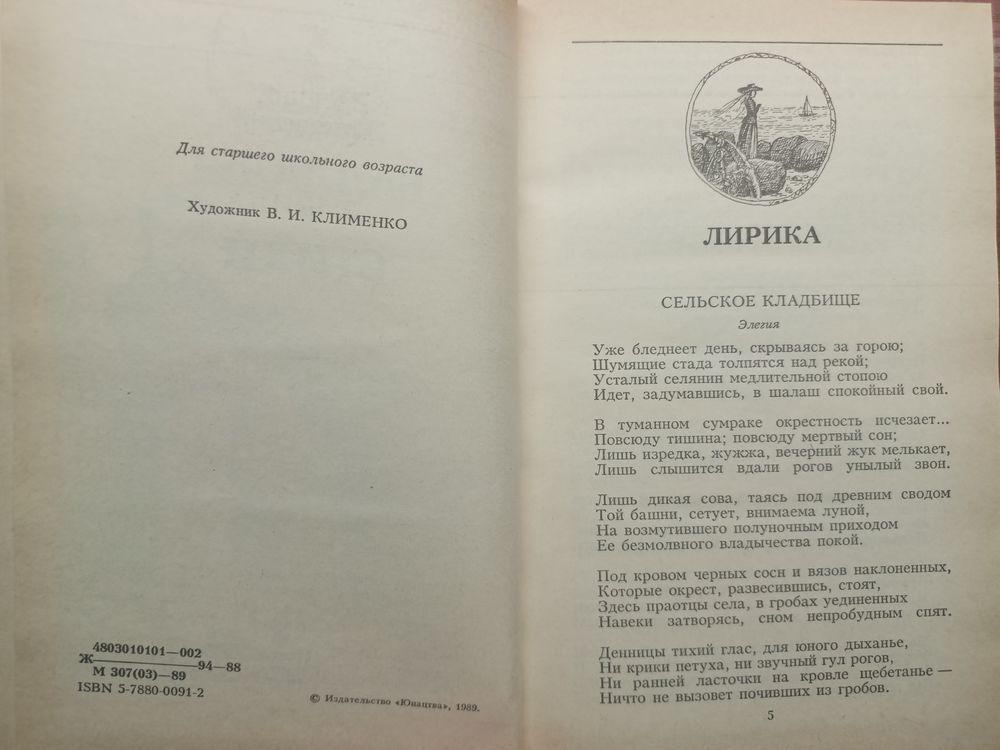 Для старшего школьного возраста
Художник В. И. КЛИМЕНКО
4803010101—002
Ж———94—88
М 307(03)—89
ISBN 5-7880-0091-2
© Издательство «Юнацтва», 1989.
ЛИРИКА
СЕЛЬСКОЕ КЛАДБИЩЕ
Элегия
Уже бледнеет день, скрываясь за горою;
Шумящие стада толпятся над рекой;
Усталый селянин медлительной стопою
Идет, задумавшись, в шалаш спокойный свой.
В туманном сумраке окрестность исчезает...
Повсюду тишина; повсюду мертвый сон;
Лишь изредка, жужжа, вечерний жук мелькает,
Лишь слышится вдали рогов унылый звон.
Лишь дикая сова, таясь под древним сводом
Той башни, сетует, внимаема луной,
На возмутившего полуночным приходом
Ее безмолвного владычества покой.
Под кровом черных сосн и вязов наклоненных,
Которые окрест, развесившись, стоят,
Здесь праотцы села, в гробах уединенных
Навеки затворясь, сном непробудным спят.
Денницы тихий глас, для юного дыханье,
Ни крики петуха, ни звучный гул рогов,
Ни ранней ласточки на кровле щебетанье —
Ничто не вызовет почивших из гробов.
5